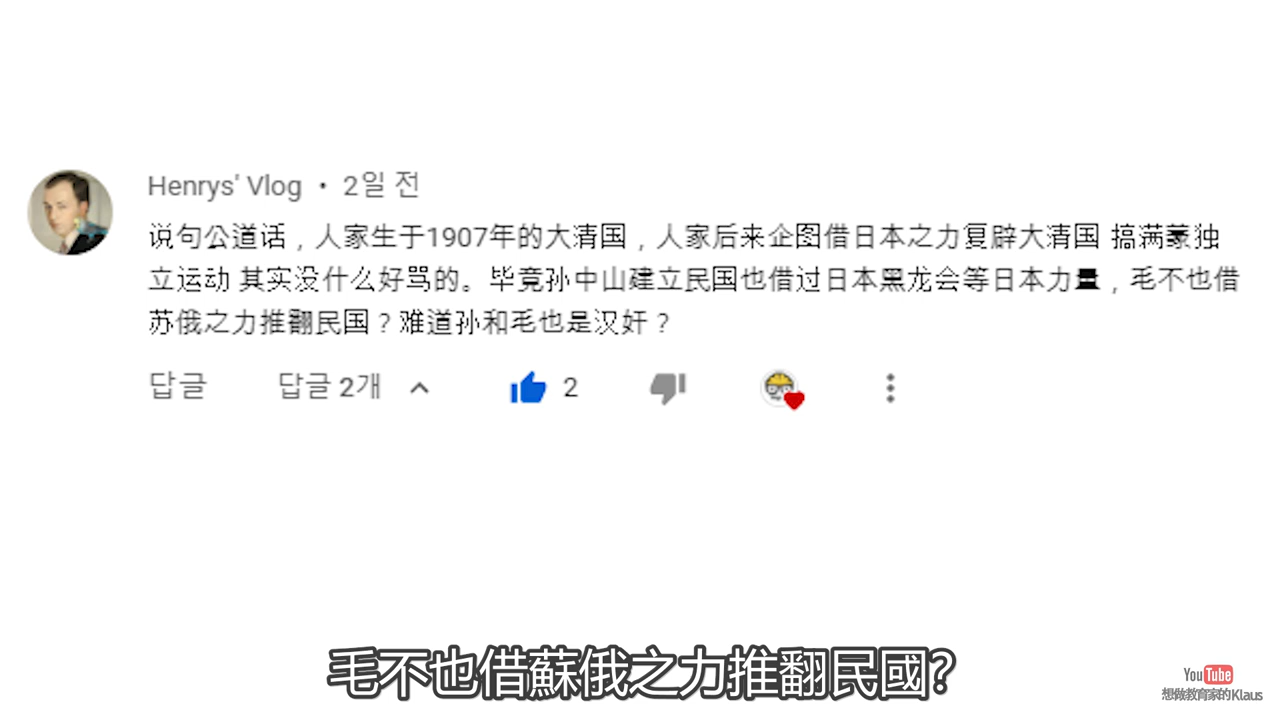 Henrys' Vlog • 2일 전
说句公道话，人家生于1907年的大清国，人家后来企图借日本之力复辟大清国 搞满蒙独
立运动 其实没什么好骂的。毕竟孙中山建立民国也借过日本黑龙会等日本力量，毛不也借
苏俄之力推翻民国？难道孙和毛也是汉奸？
답글 답글 2개 2
毛不也借蘇俄之力推翻民國?
YouTube
想做教育家的Klaus